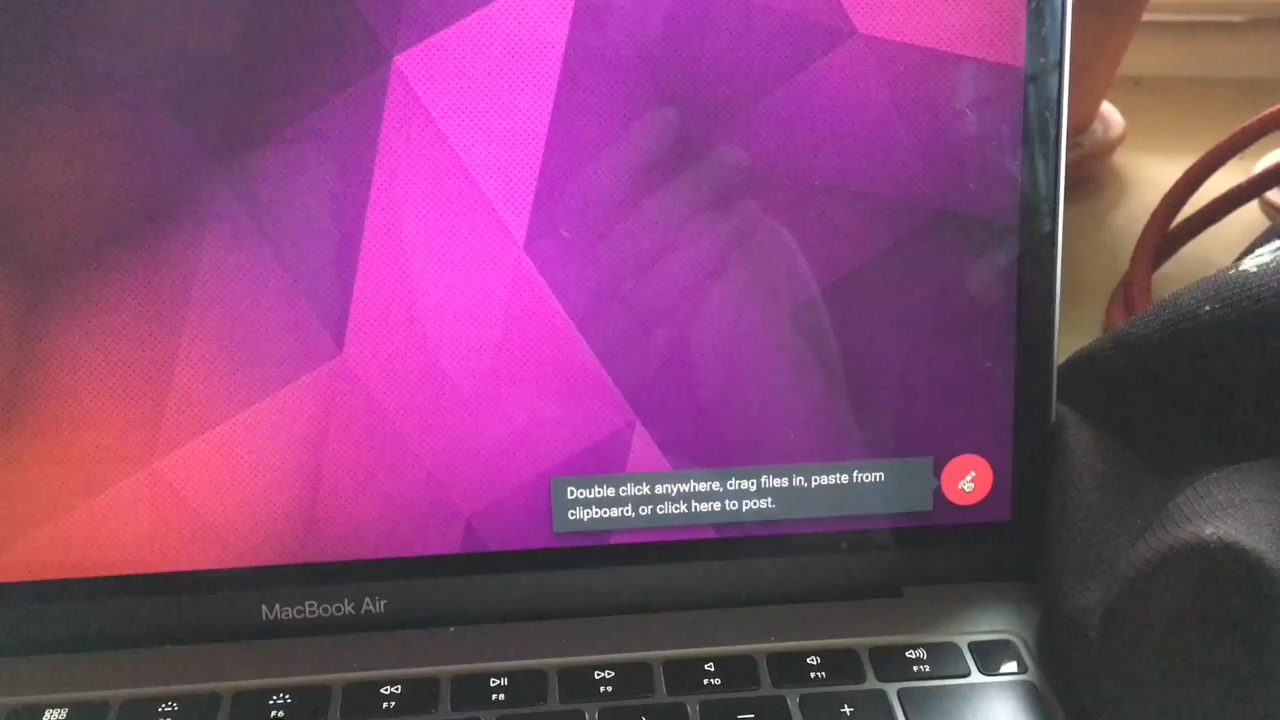 Double click anywhere, drag files in, paste from
clipboard, or click here to post.
MacBook Air
F6
F7
F8
F9
F10
F11
F12